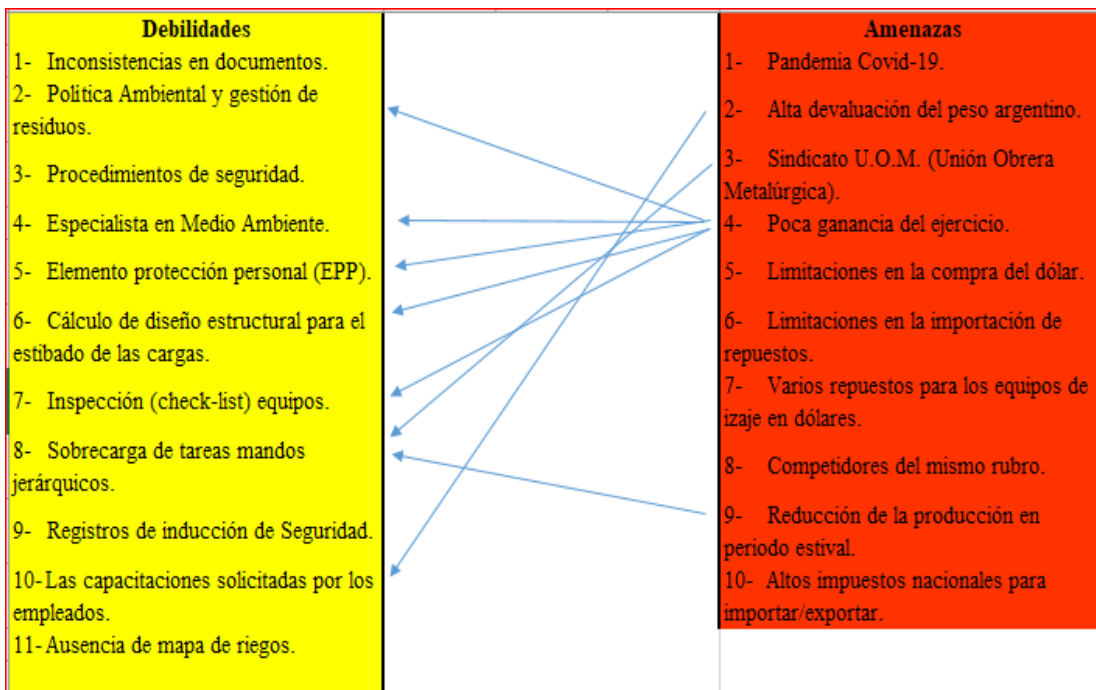 Debilidades
1- Inconsistencias en documentos.
2- Política Ambiental y gestión de
residuos.
3- Procedimientos de seguridad.
4- Especialista en Medio Ambiente.
5- Elemento protección personal (EPP).
6- Cálculo de diseño estructural para el
estibado de las cargas.
7- Inspección (check-list) equipos.
8- Sobrecarga de tareas mandos
jerárquicos.
9- Registros de inducción de Seguridad.
10- Las capacitaciones solicitadas por los
empleados.
11- Ausencia de mapa de riegos.
Amenazas
1- Pandemia Covid-19.
2- Alta devaluación del peso argentino.
3- Sindicato U.O.M. (Unión Obrera
Metalúrgica).
4- Poca ganancia del ejercicio.
5- Limitaciones en la compra del dólar.
6- Limitaciones en la importación de
repuestos.
7- Varios repuestos para los equipos de
izaje en dólares.
8- Competidores del mismo rubro.
9- Reducción de la producción en
periodo estival.
10- Altos impuestos nacionales para
importar/exportar.